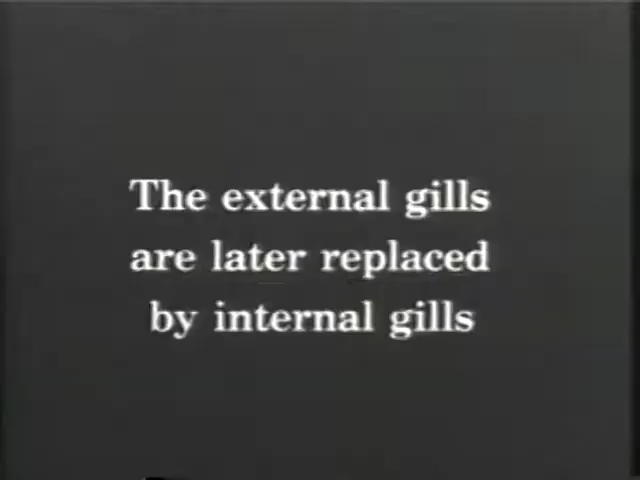 The external gills
are later replaced
by internal gills